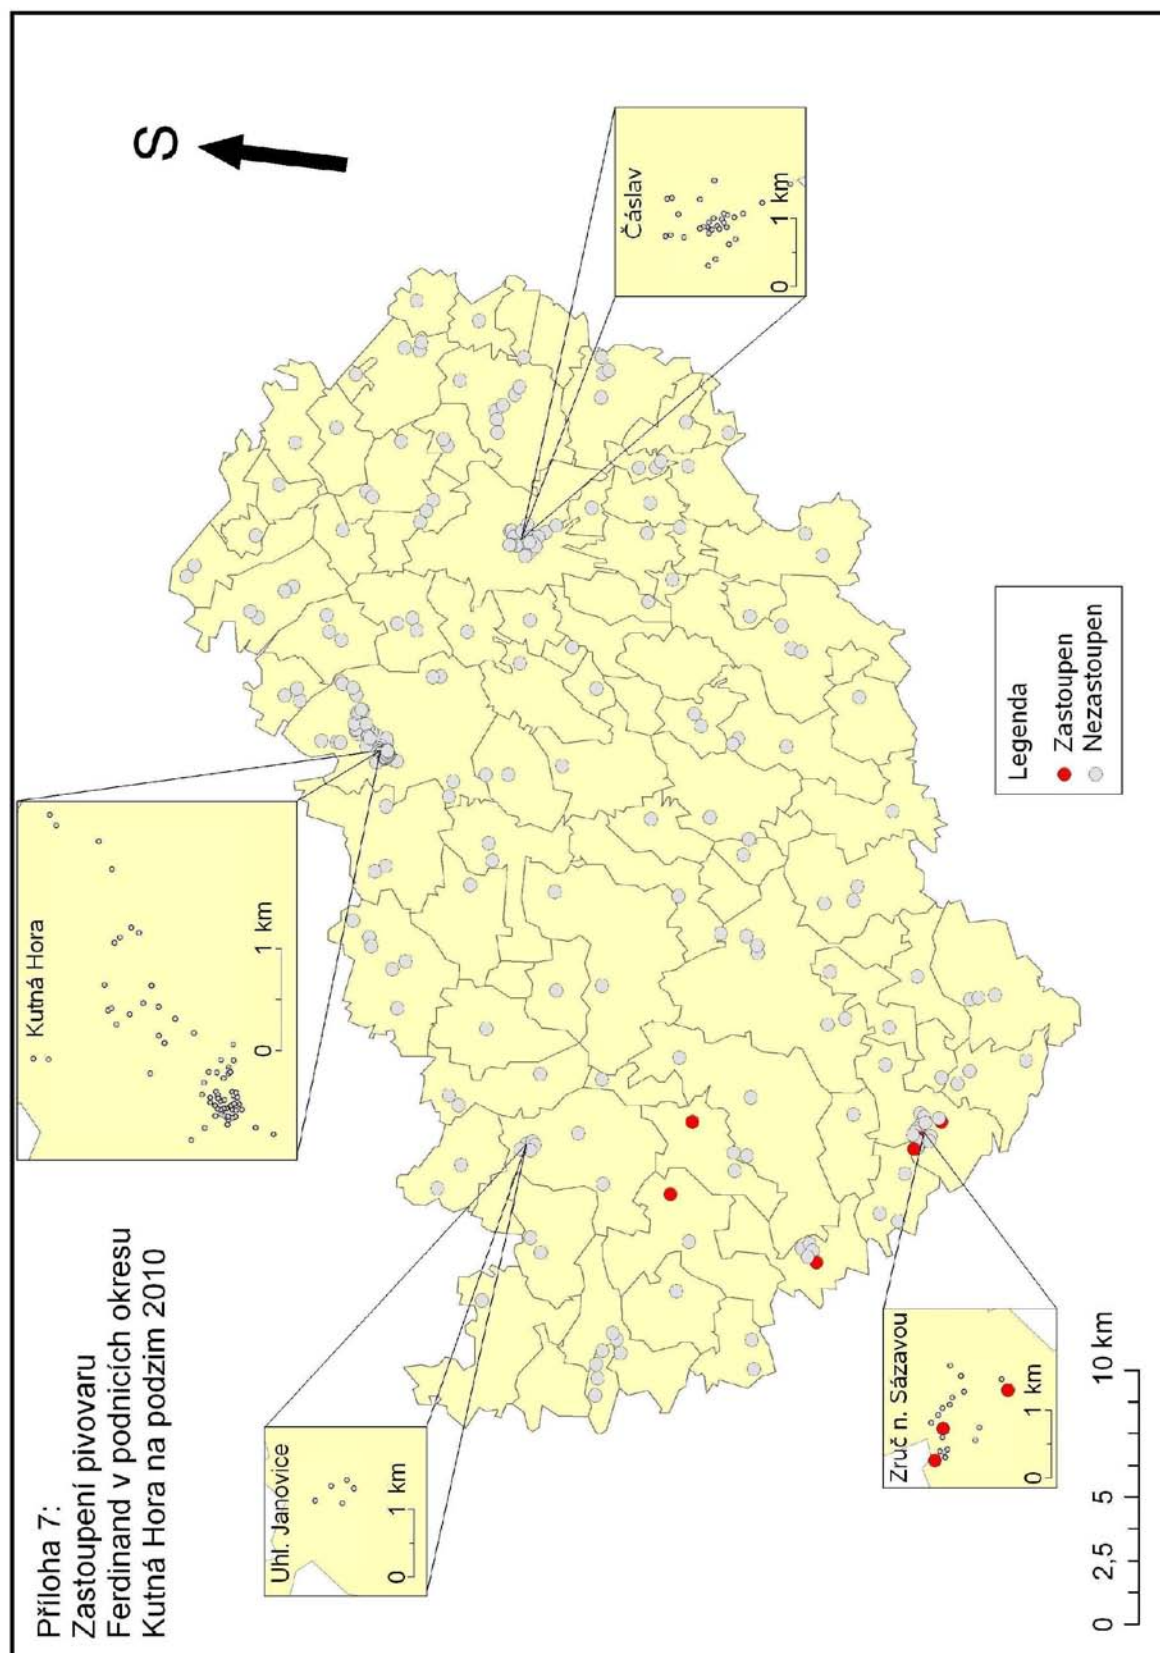 Příloha 7:
Zastoupení pivovaru
Ferdinand v podnicích okresu
Kutná Hora na podzim 2010
S
Kutná Hora
0 1 km
Čáslav
0 1 km
Uhl. Janovice
0 1 km
Zruč n. Sázavou
0 1 km
Legenda
Zastoupen
Nezastoupen
0 2,5 5 10 km